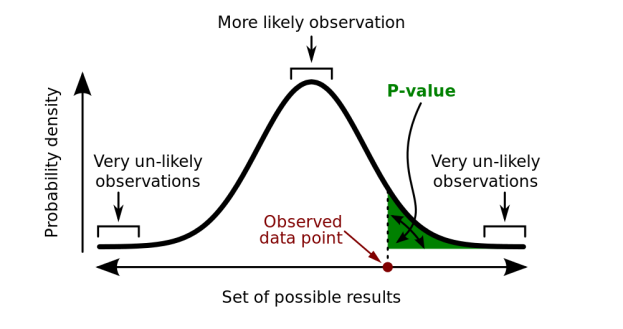 More likely observation
P-value
Probability density
Very un-likely
observations
Very un-likely
observations
Observed
data point
Set of possible results